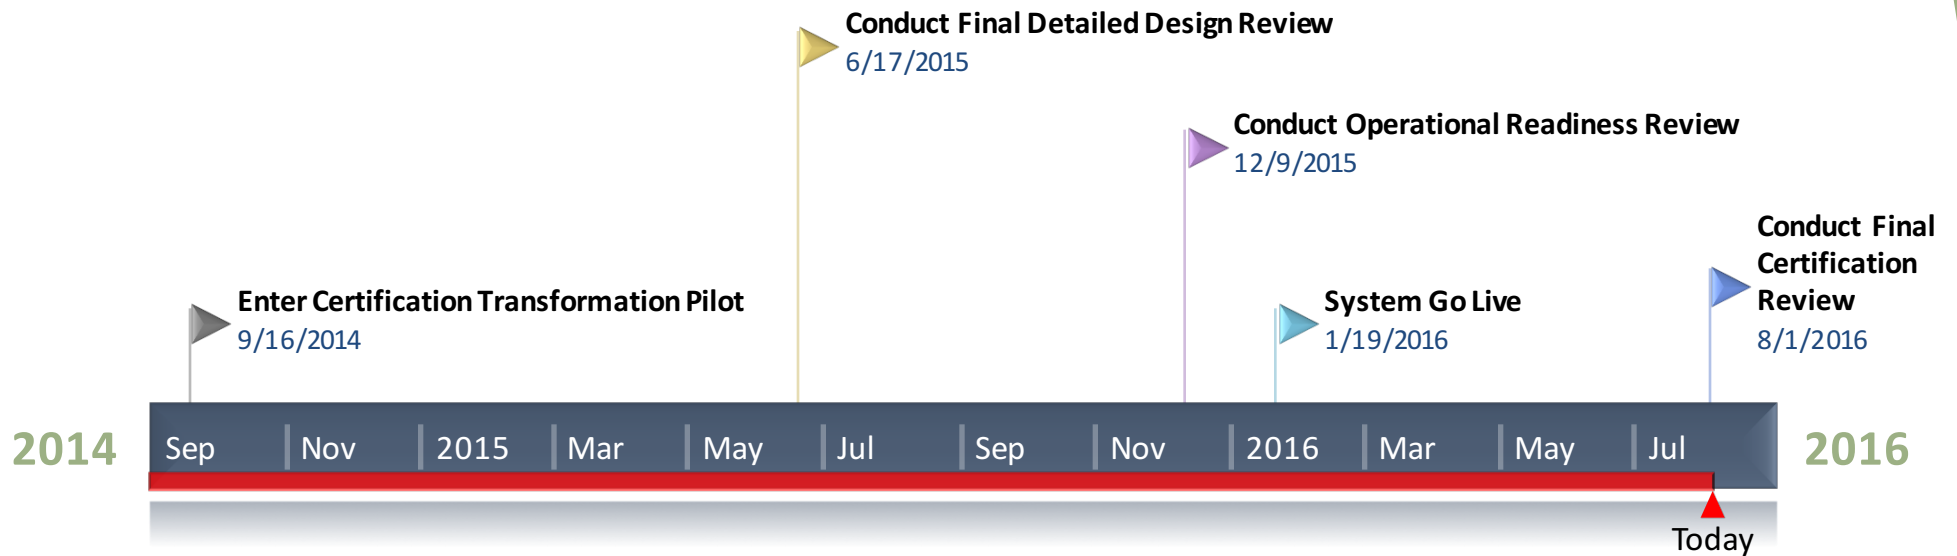 Conduct Final Detailed Design Review
6/17/2015
Conduct Operational Readiness Review
12/9/2015
Conduct Final
Certification
Review
8/1/2016
Enter Certification Transformation Pilot
9/16/2014
System Go Live
1/19/2016
2014 Sep Nov 2015 Mar May Jul Sep Nov 2016 Mar May Jul 2016
Today